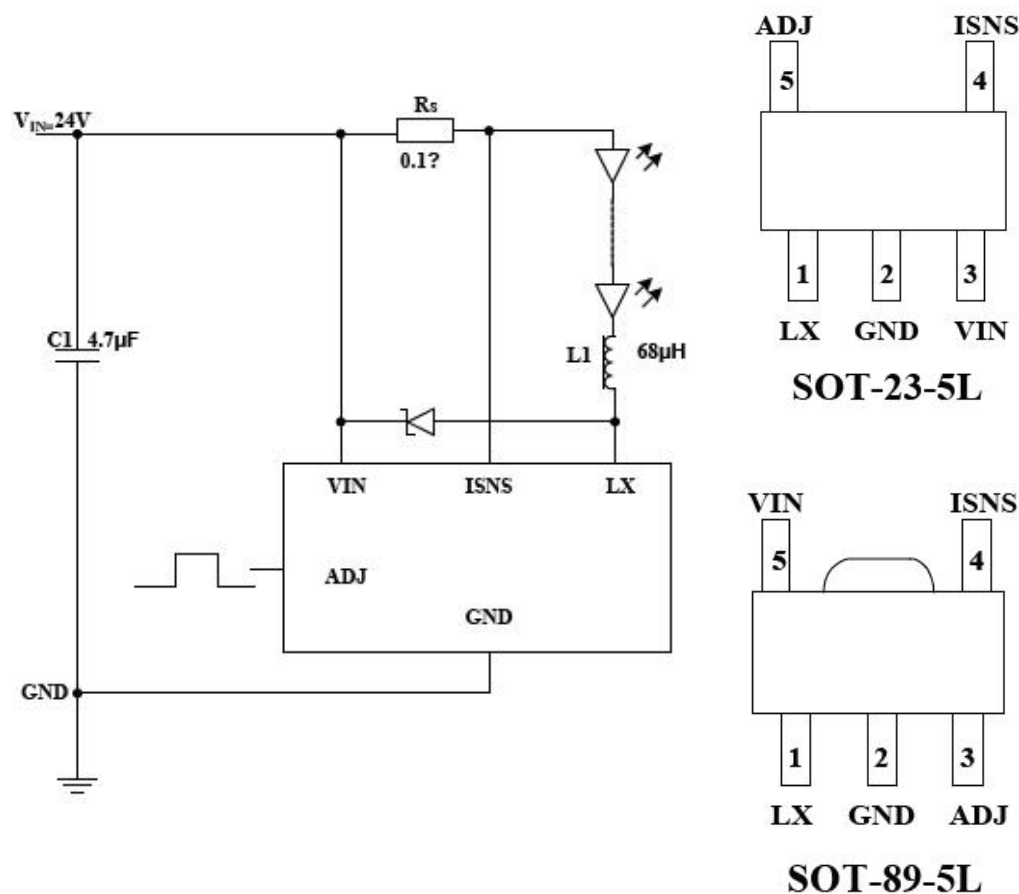 V_IN=24V
Rs
0.1?
C1 4.7µF
L1 68µH
VIN ISNS LX
ADJ
GND
GND
ADJ ISNS
5 4
1 2 3
LX GND VIN
SOT-23-5L
VIN ISNS
5 4
1 2 3
LX GND ADJ
SOT-89-5L